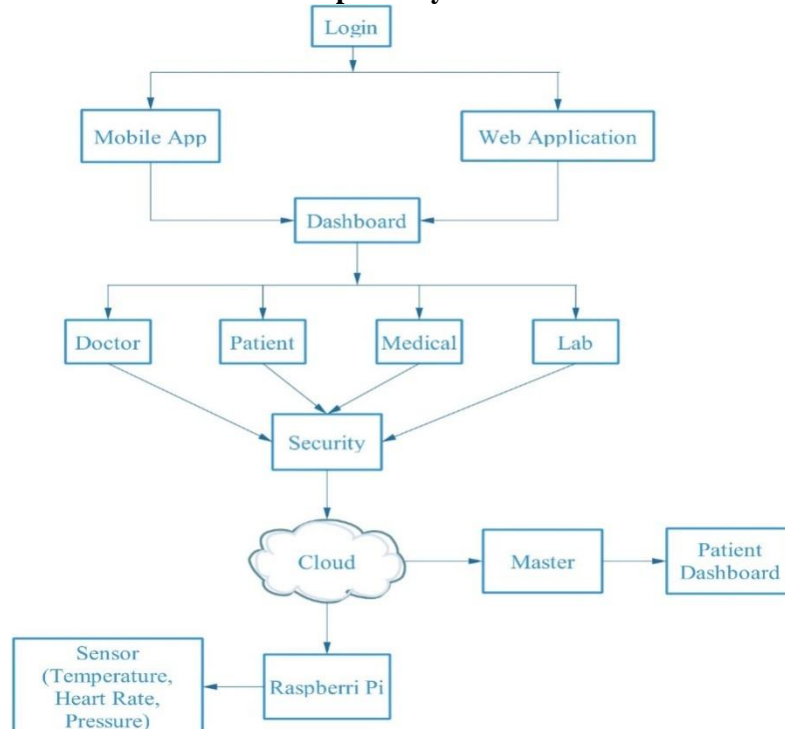 Login
Mobile App
Web Application
Dashboard
Doctor
Patient
Medical
Lab
Security
Cloud
Master
Patient
Dashboard
Raspberri Pi
Sensor
(Temperature,
Heart Rate,
Pressure)